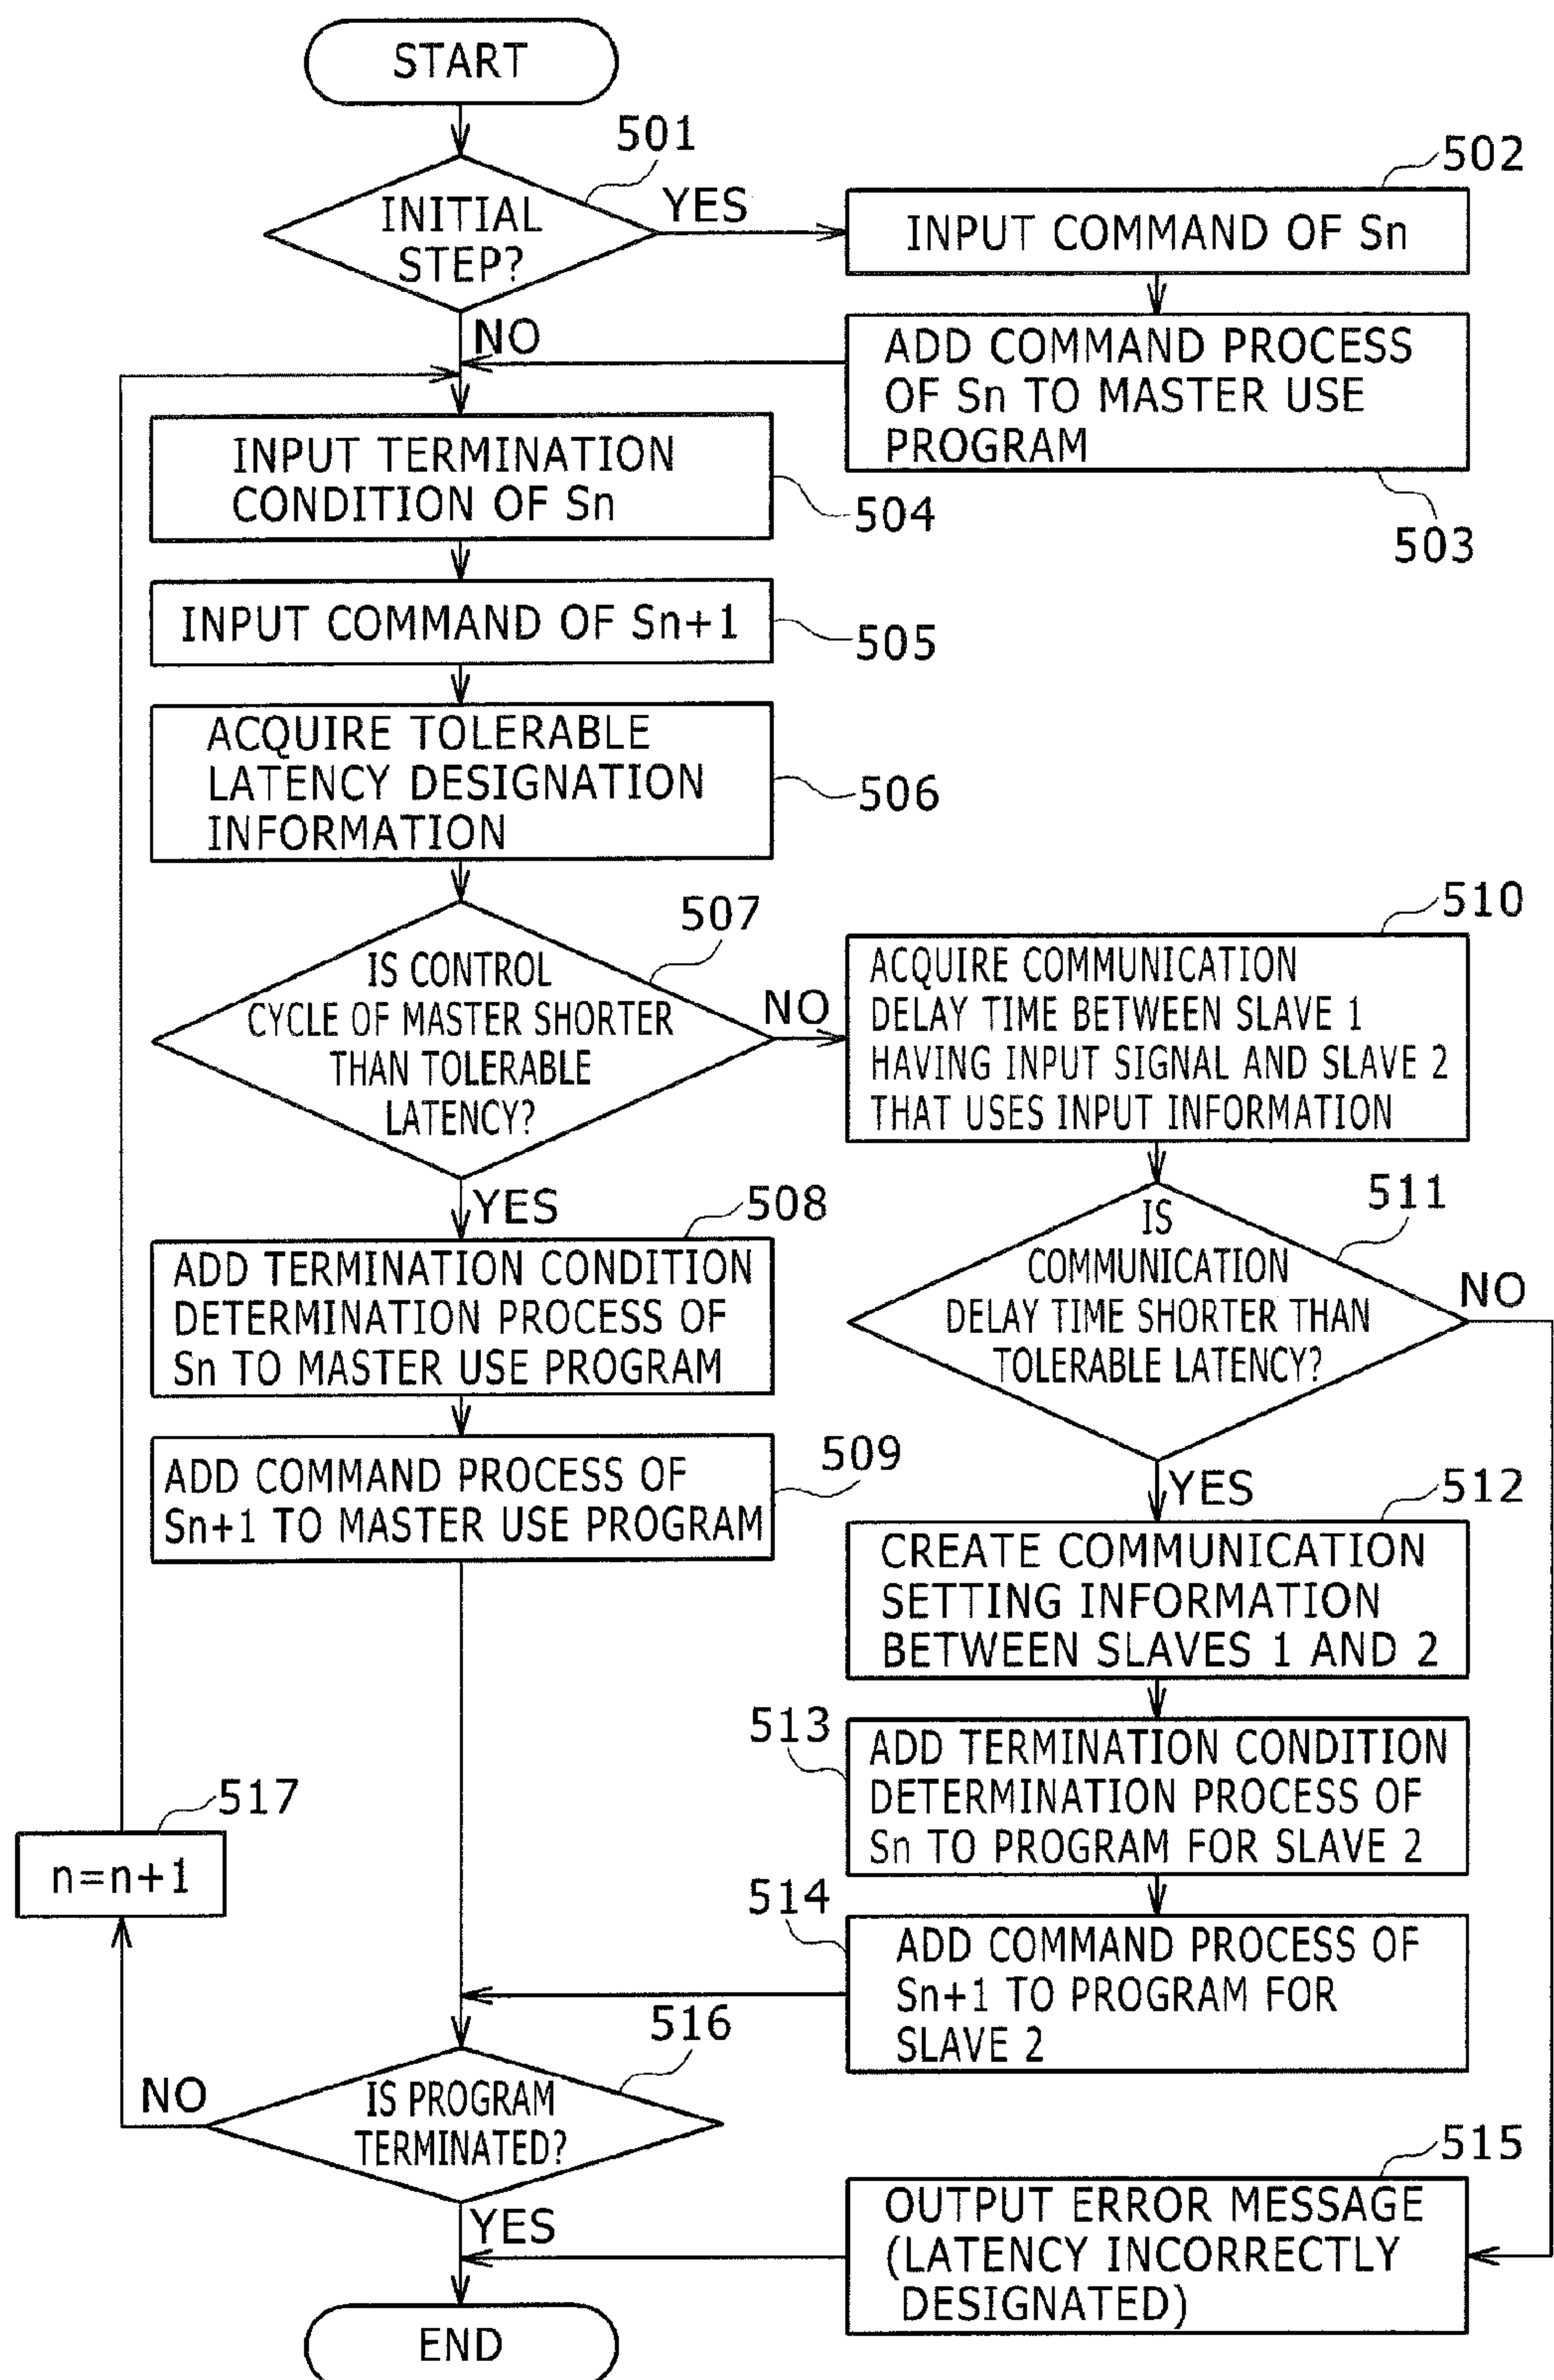 START
501
INITIAL
STEP?
YES
502
INPUT COMMAND OF Sn
NO
ADD COMMAND PROCESS
OF Sn TO MASTER USE
PROGRAM
503
INPUT TERMINATION
CONDITION OF Sn
504
INPUT COMMAND OF Sn+1
505
ACQUIRE TOLERABLE
LATENCY DESIGNATION
INFORMATION
506
507
IS CONTROL
CYCLE OF MASTER SHORTER
THAN TOLERABLE
LATENCY?
NO
510
ACQUIRE COMMUNICATION
DELAY TIME BETWEEN SLAVE 1
HAVING INPUT SIGNAL AND SLAVE 2
THAT USES INPUT INFORMATION
YES
508
ADD TERMINATION CONDITION
DETERMINATION PROCESS OF
Sn TO MASTER USE PROGRAM
511
IS
COMMUNICATION
DELAY TIME SHORTER THAN
TOLERABLE LATENCY?
NO
509
ADD COMMAND PROCESS OF
Sn+1 TO MASTER USE PROGRAM
YES
512
CREATE COMMUNICATION
SETTING INFORMATION
BETWEEN SLAVES 1 AND 2
513
ADD TERMINATION CONDITION
DETERMINATION PROCESS OF
Sn TO PROGRAM FOR SLAVE 2
517
n=n+1
514
ADD COMMAND PROCESS OF
Sn+1 TO PROGRAM FOR
SLAVE 2
516
IS PROGRAM
TERMINATED?
NO
YES
515
OUTPUT ERROR MESSAGE
(LATENCY INCORRECTLY
DESIGNATED)
END